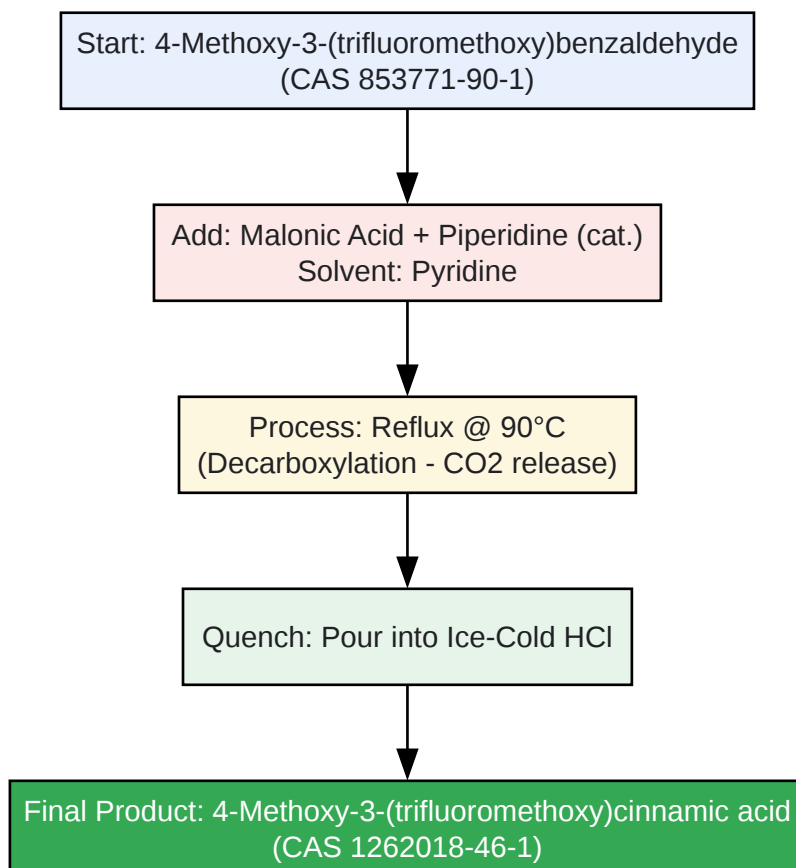 Start: 4-Methoxy-3-(trifluoromethoxy)benzaldehyde
(CAS 853771-90-1)
Add: Malonic Acid + Piperidine (cat.)
Solvent: Pyridine
Process: Reflux @ 90°C
(Decarboxylation - CO2 release)
Quench: Pour into Ice-Cold HCl
Final Product: 4-Methoxy-3-(trifluoromethoxy)cinnamic acid
(CAS 1262018-46-1)